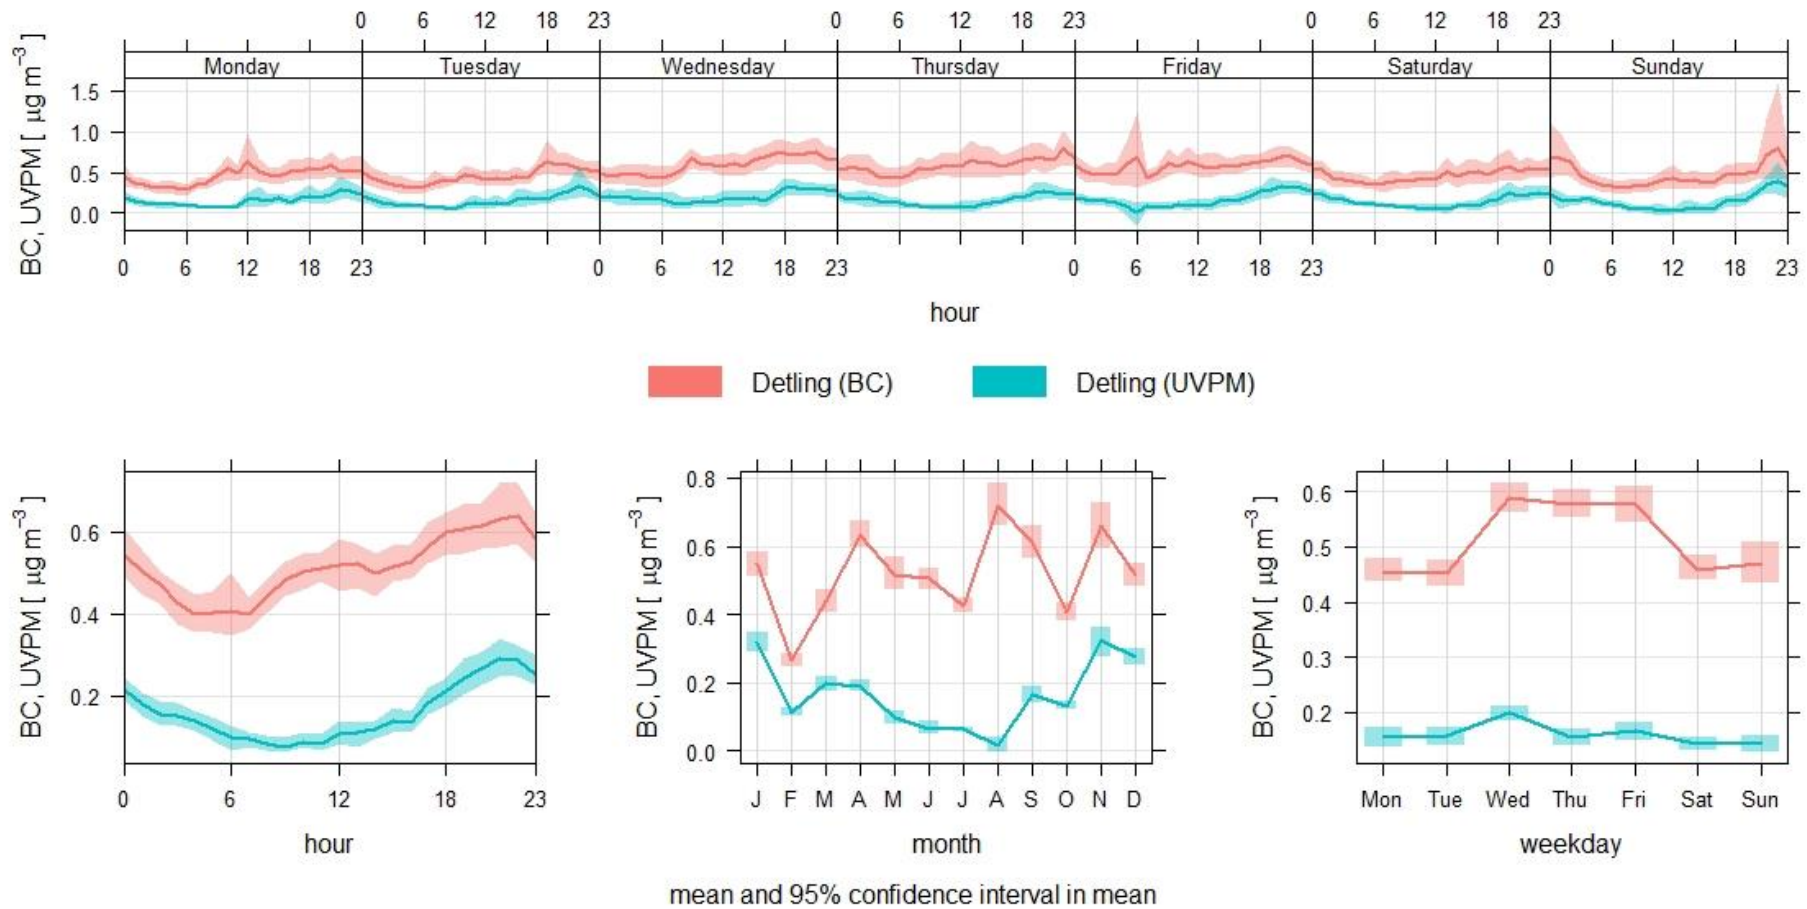 0 6 12 18 23 0 6 12 18 23 0 6 12 18 23
Monday Tuesday Wednesday Thursday Friday Saturday Sunday
BC, UVPM [ µg m⁻³ ]
1.5
1.0
0.5
0.0
0 6 12 18 23 0 6 12 18 23 0 6 12 18 23 0 6 12 18 23
hour
Detling (BC) Detling (UVPM)
BC, UVPM [ µg m⁻³ ]
0.6
0.4
0.2
0 6 12 18 23
hour
BC, UVPM [ µg m⁻³ ]
0.8
0.6
0.4
0.2
0.0
J F M A M J J A S O N D
month
BC, UVPM [ µg m⁻³ ]
0.6
0.5
0.4
0.3
0.2
Mon Tue Wed Thu Fri Sat Sun
weekday
mean and 95% confidence interval in mean